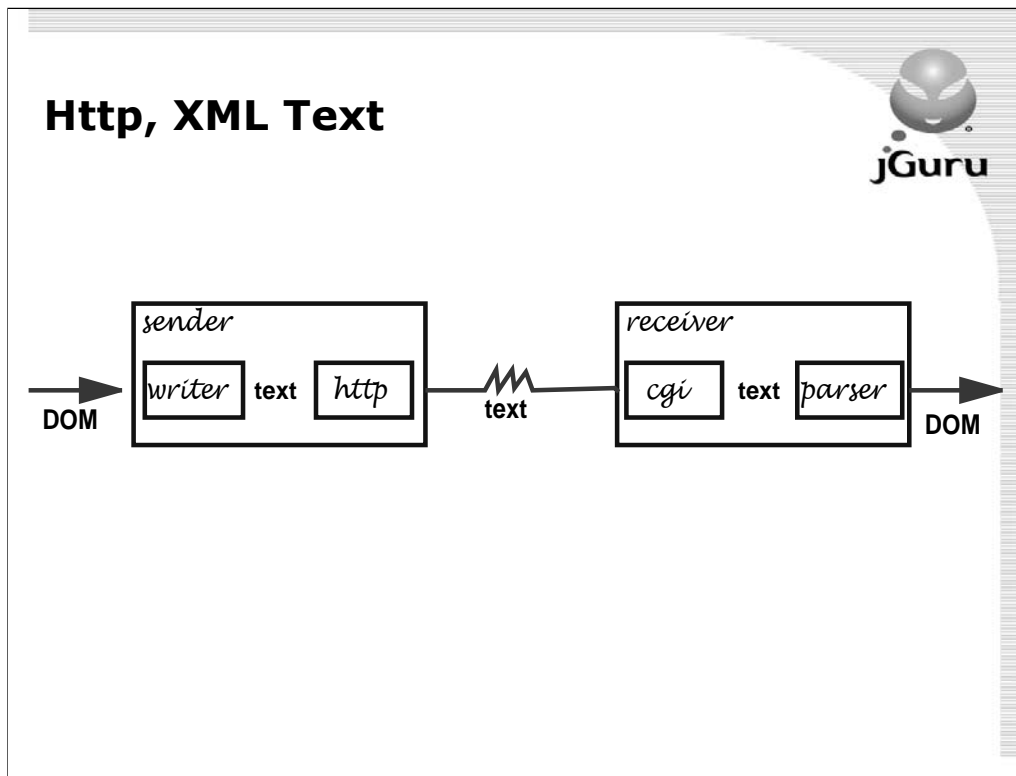 Http, XML Text
jGuru
sender
receiver
writer text http
text
cgi text parser
DOM
DOM